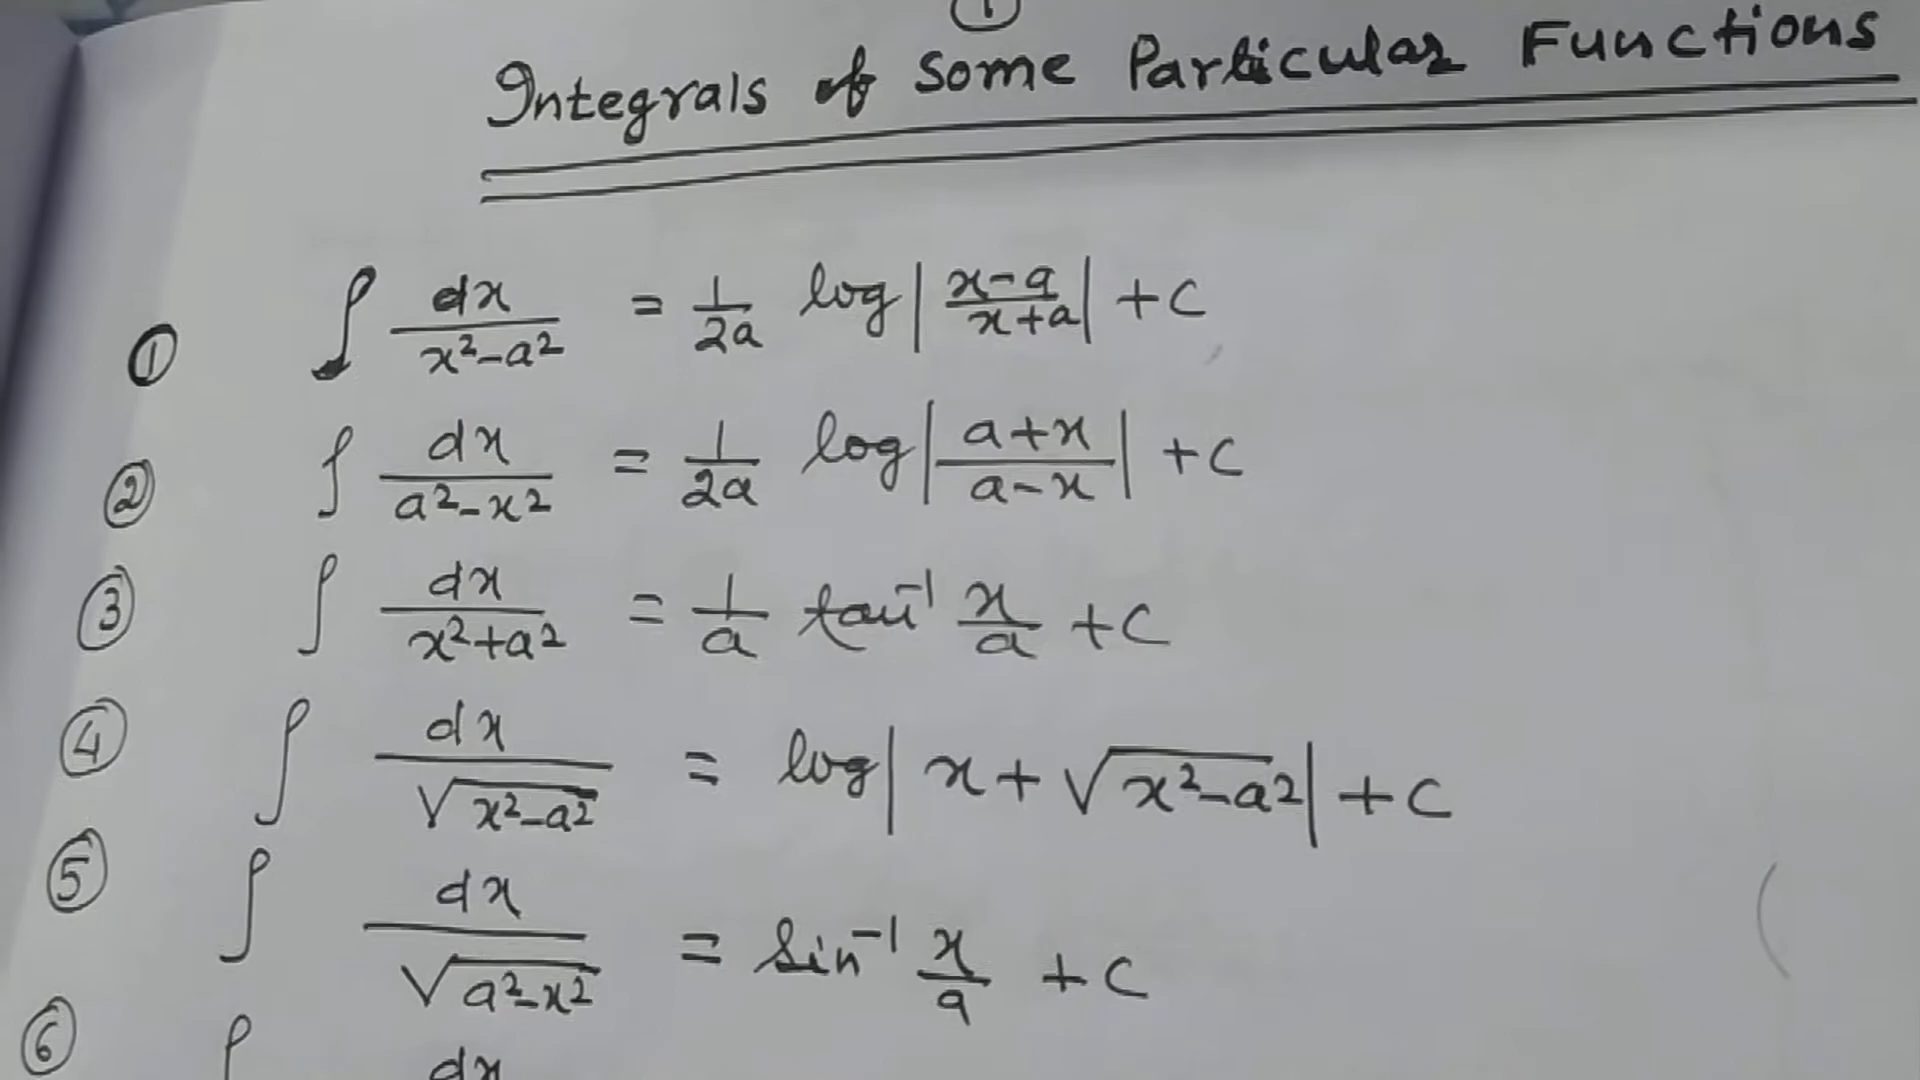 ①
Integrals of Some Particular Functions
① ∫ dx/(x²-a²) = 1/2a log |(x-a)/(x+a)| + C
② ∫ dx/(a²-x²) = 1/2a log |(a+x)/(a-x)| + C
③ ∫ dx/(x²+a²) = 1/a tan⁻¹ x/a + C
④ ∫ dx/√(x²-a²) = log | x + √(x²-a²) | + C
⑤ ∫ dx/√(a²-x²) = sin⁻¹ x/a + C
⑥ ∫ dx